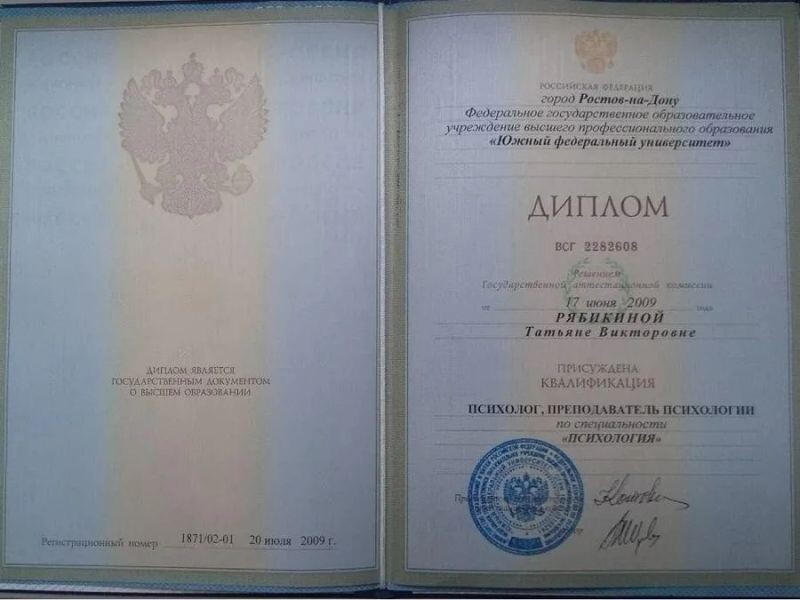 ДИПЛОМ ЯВЛЯЕТСЯ
ГОСУДАРСТВЕННЫМ ДОКУМЕНТОМ
О ВЫСШЕМ ОБРАЗОВАНИИ
Регистрационный номер 1871/02-01 20 июля 2009 г.
РОССИЙСКАЯ ФЕДЕРАЦИЯ
город Ростов-на-Дону
Федеральное государственное образовательное
учреждение высшего профессионального образования
«Южный федеральный университет»
ДИПЛОМ
ВСГ 2282608
Решением
Государственной аттестационной комиссии
от 17 июня 2009 года
РЯБИКИНОЙ
Татьяне Викторовне
ПРИСУЖДЕНА
КВАЛИФИКАЦИЯ
ПСИХОЛОГ, ПРЕПОДАВАТЕЛЬ ПСИХОЛОГИИ
по специальности
«ПСИХОЛОГИЯ»